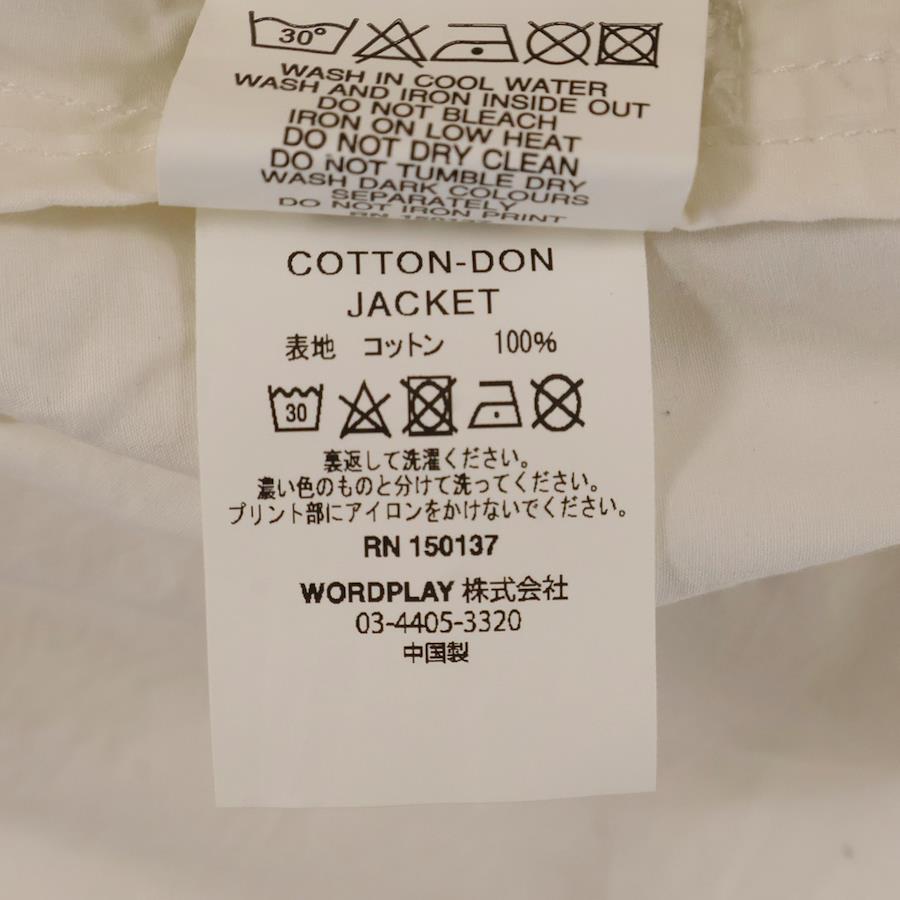 30°
WASH IN COOL WATER
WASH AND IRON INSIDE OUT
DO NOT BLEACH
IRON ON LOW HEAT
DO NOT DRY CLEAN
DO NOT TUMBLE DRY
WASH DARK COLOURS
SEPARATELY
DO NOT IRON PRINT
COTTON-DON
JACKET
表地 コットン 100%
30
裏返して洗濯ください。
濃い色のものと分けて洗ってください。
プリント部にアイロンをかけないでください。
RN 150137
WORDPLAY 株式会社
03-4405-3320
中国製